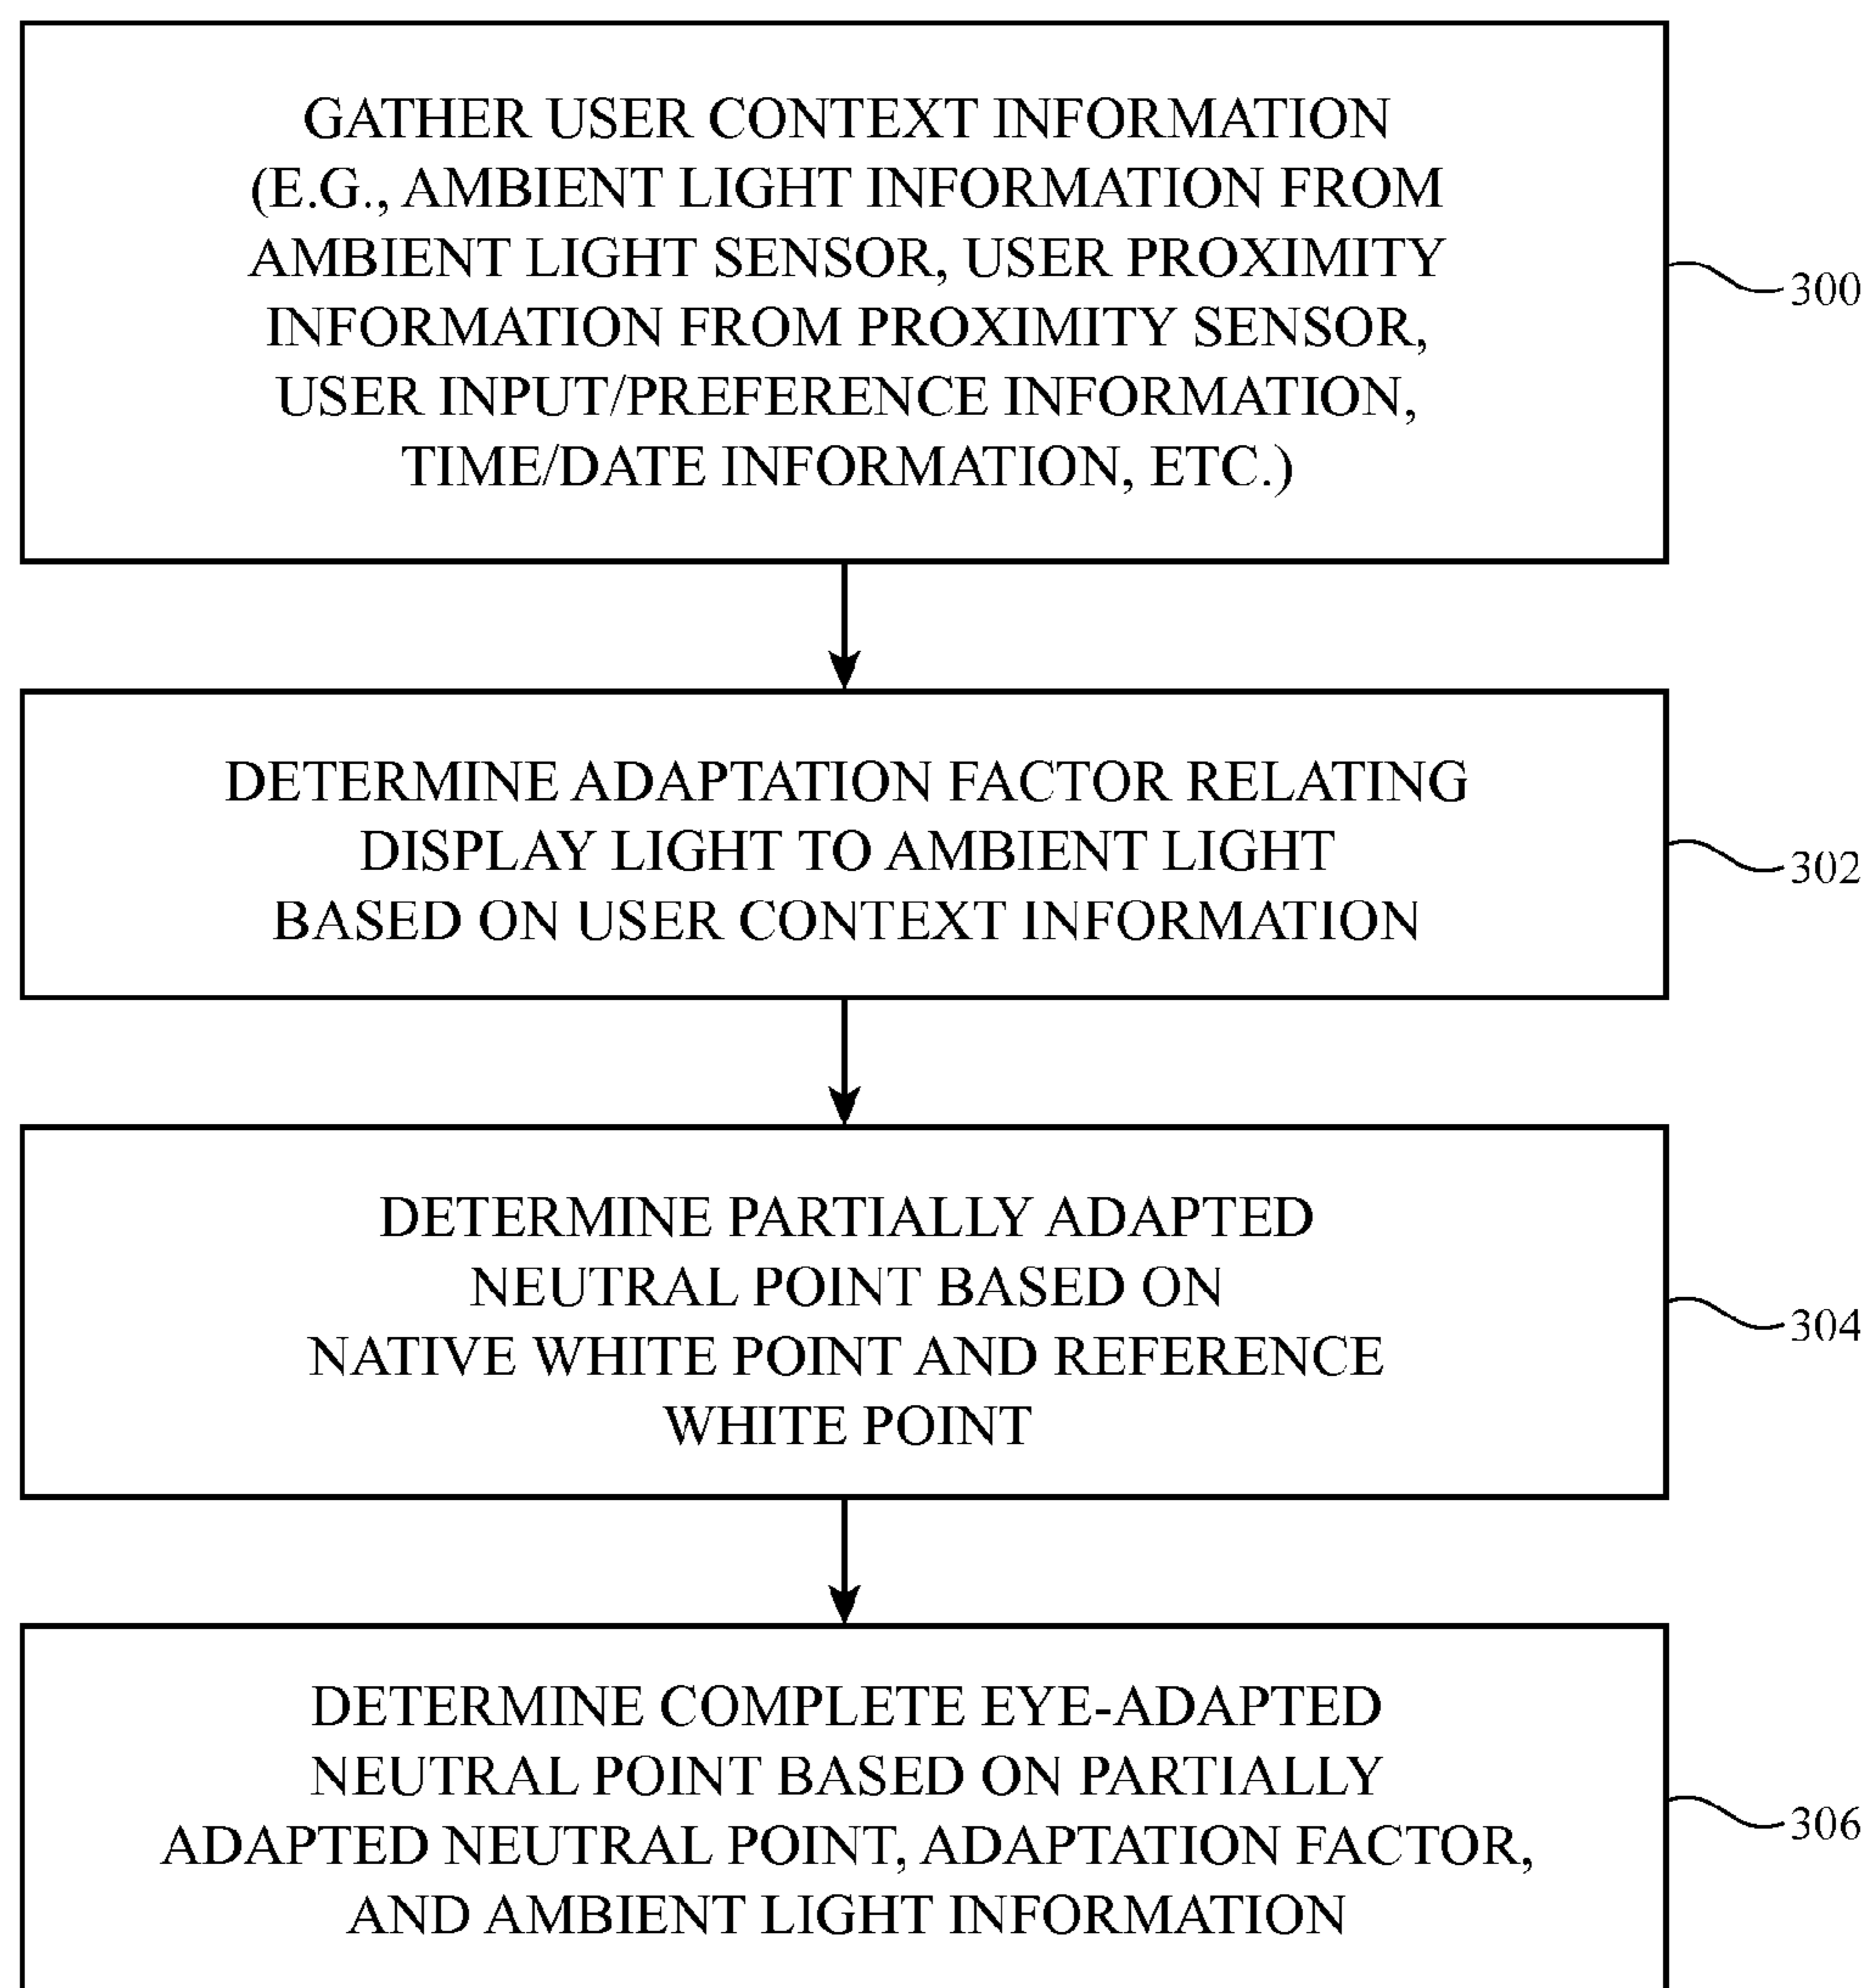 GATHER USER CONTEXT INFORMATION
(E.G., AMBIENT LIGHT INFORMATION FROM
AMBIENT LIGHT SENSOR, USER PROXIMITY
INFORMATION FROM PROXIMITY SENSOR,
USER INPUT/PREFERENCE INFORMATION,
TIME/DATE INFORMATION, ETC.)
300
DETERMINE ADAPTATION FACTOR RELATING
DISPLAY LIGHT TO AMBIENT LIGHT
BASED ON USER CONTEXT INFORMATION
302
DETERMINE PARTIALLY ADAPTED
NEUTRAL POINT BASED ON
NATIVE WHITE POINT AND REFERENCE
WHITE POINT
304
DETERMINE COMPLETE EYE-ADAPTED
NEUTRAL POINT BASED ON PARTIALLY
ADAPTED NEUTRAL POINT, ADAPTATION FACTOR,
AND AMBIENT LIGHT INFORMATION
306